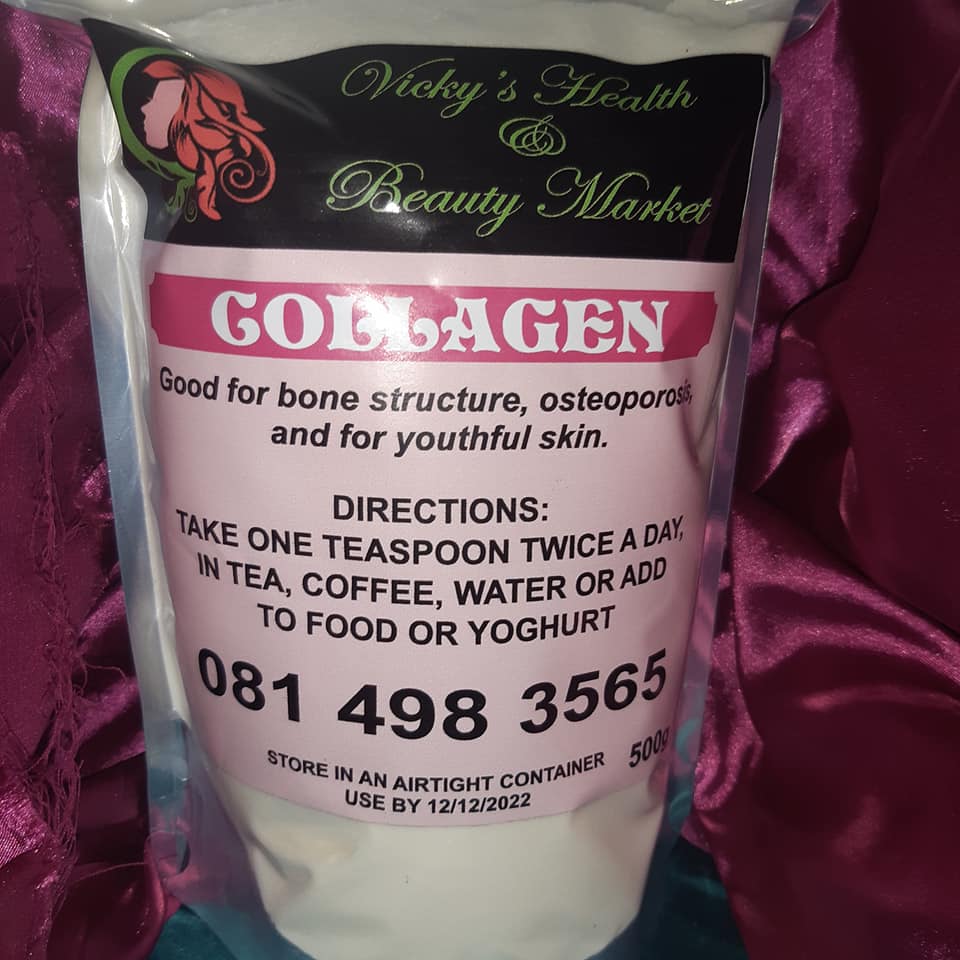 Vicky's Health
&
Beauty Market
COLLAGEN
Good for bone structure, osteoporosis,
and for youthful skin.
DIRECTIONS:
TAKE ONE TEASPOON TWICE A DAY,
IN TEA, COFFEE, WATER OR ADD
TO FOOD OR YOGHURT
081 498 3565
500g
STORE IN AN AIRTIGHT CONTAINER
USE BY 12/12/2022